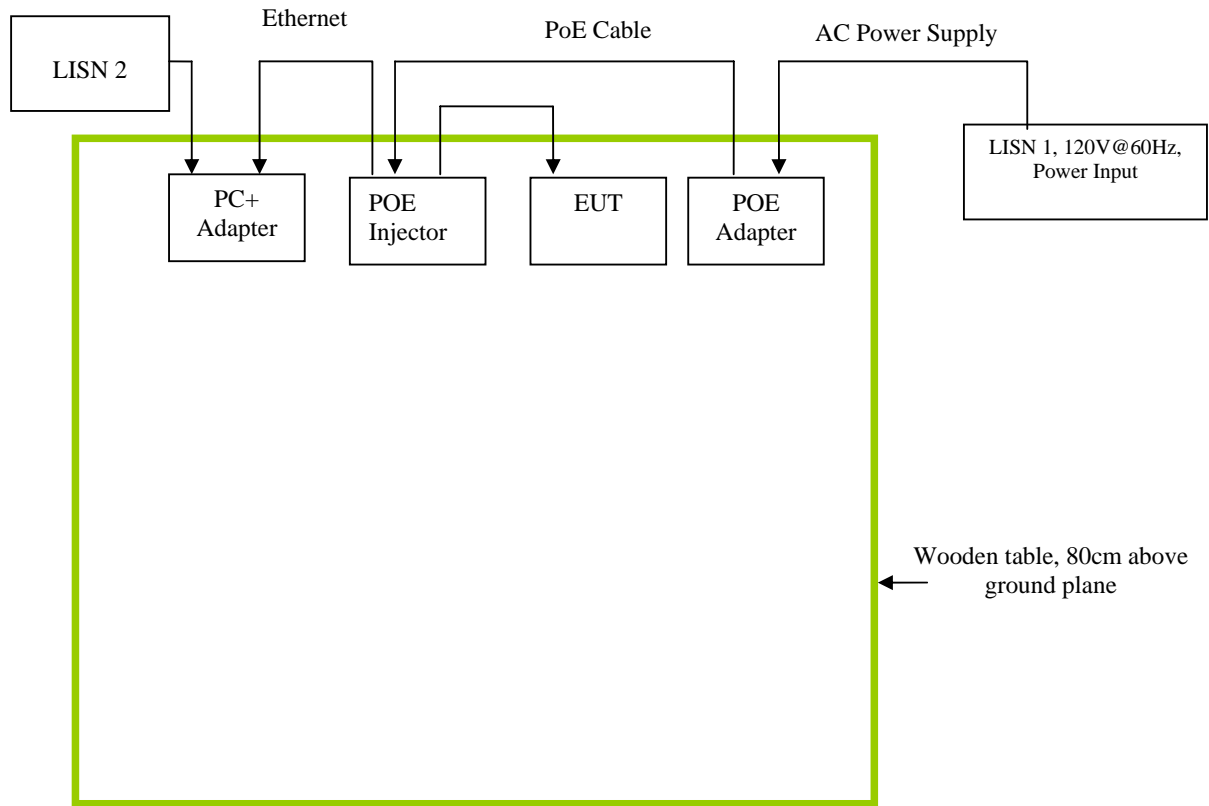 Ethernet
PoE Cable
AC Power Supply
LISN 2
LISN 1, 120V@60Hz,
Power Input
PC+
Adapter
POE
Injector
EUT
POE
Adapter
Wooden table, 80cm above
ground plane